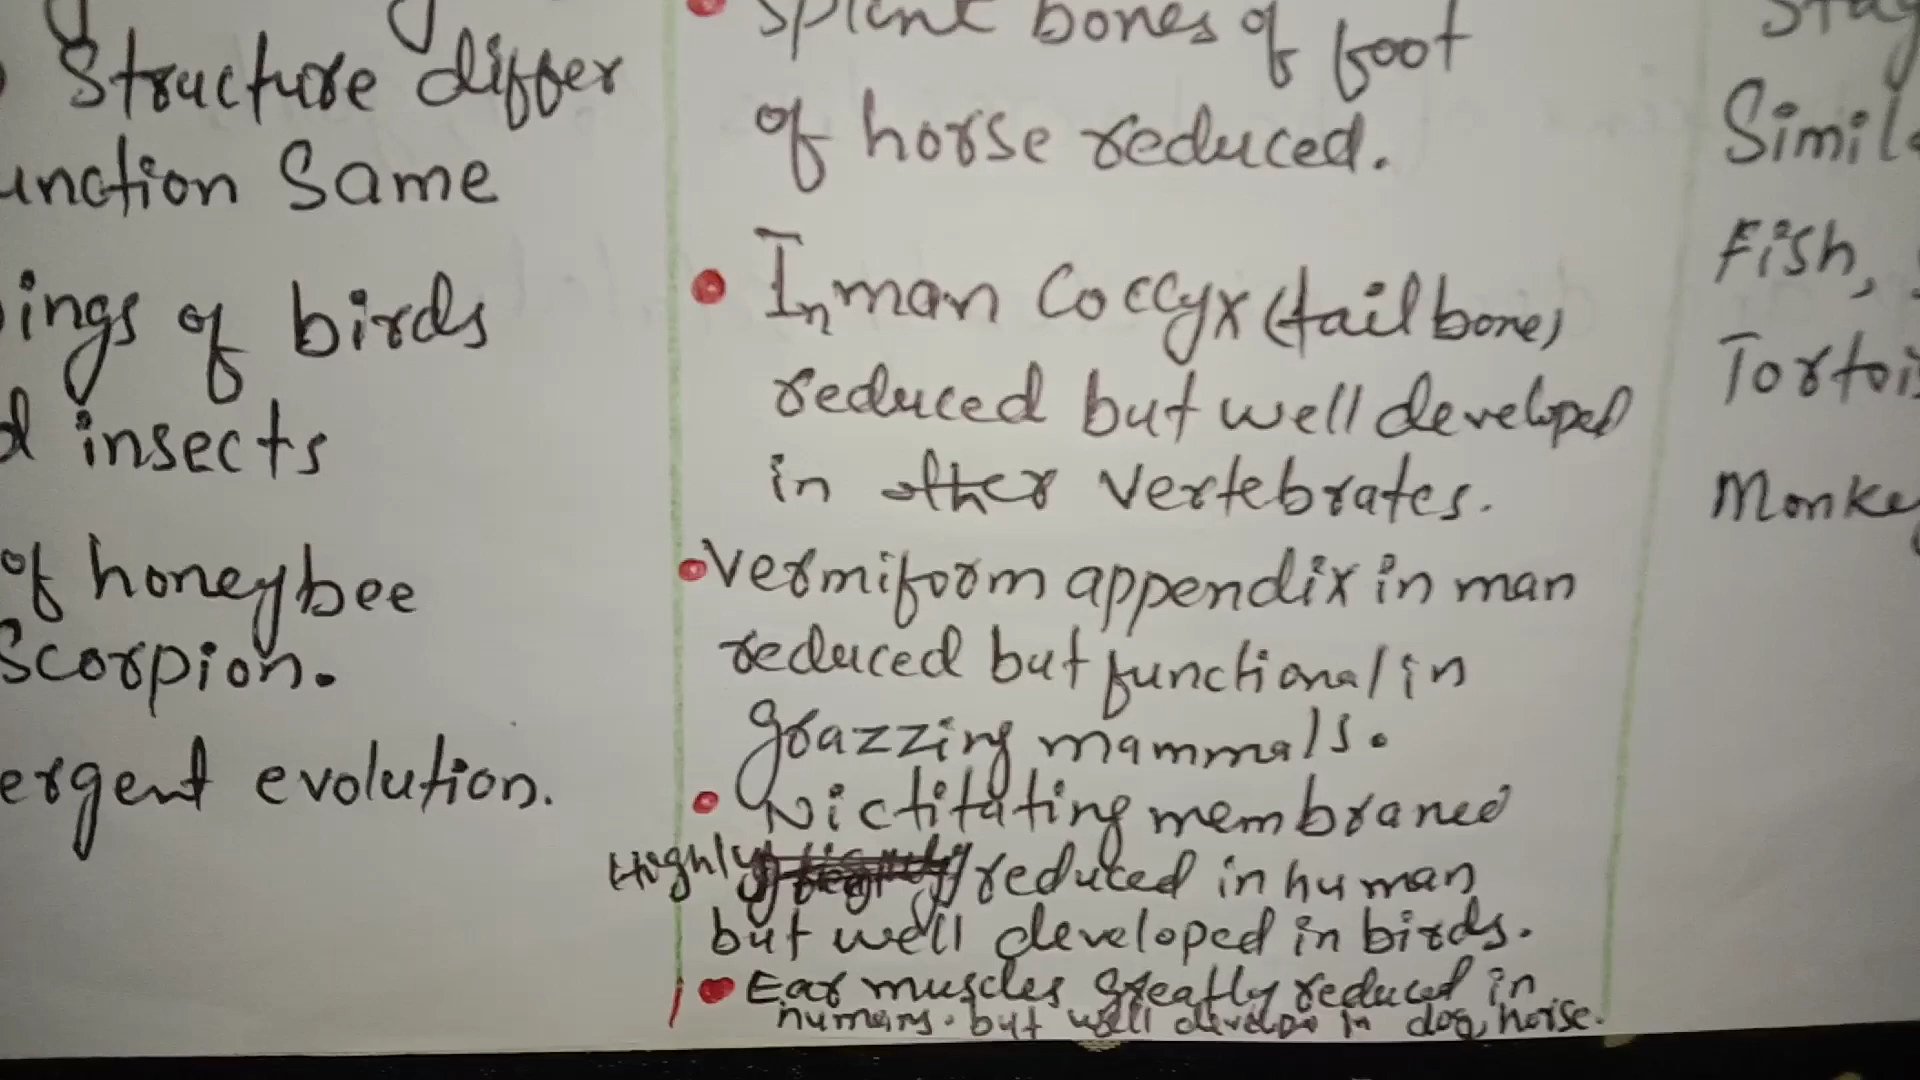 Structure differ
unction Same
ings of birds
d insects
of honeybee
Scorpion.
ergent evolution.
Splint bones of foot
of horse reduced.
In man Coccyx (tail bone)
reduced but well developed
in other Vertebrates.
Vermiform appendix in man
reduced but functional in
grazzing mammals.
Nictitating membraned
Highly reduced in human
but well developed in birds.
Ear muscles greatly reduced in
humans. but well develop in dog, horse.
Simil
Fish,
Tortois
Monkey